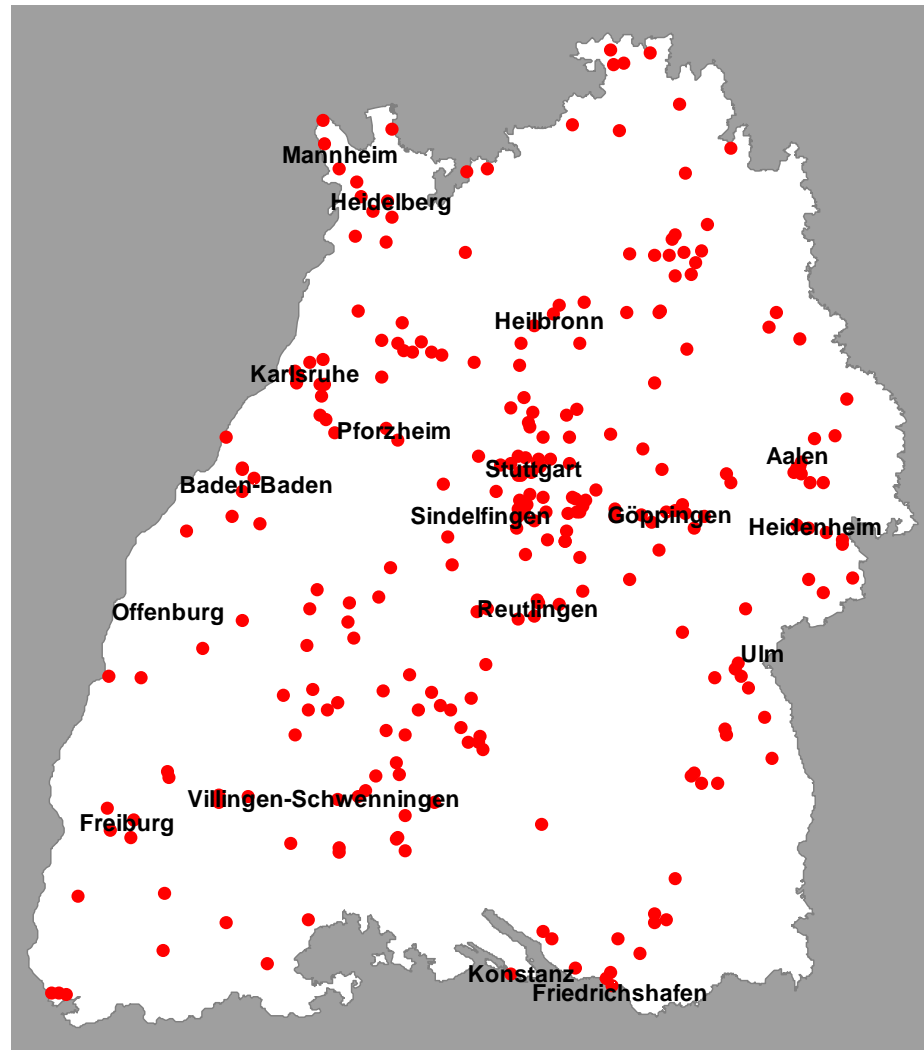 Mannheim
Heidelberg
Heilbronn
Karlsruhe
Pforzheim
Stuttgart
Aalen
Baden-Baden
Sindelfingen
Göppingen
Heidenheim
Offenburg
Reutlingen
Ulm
Villingen-Schwenningen
Freiburg
Konstanz
Friedrichshafen